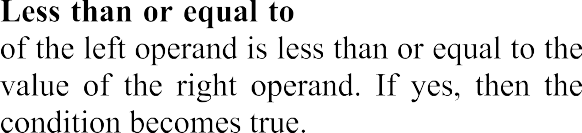 Less than or equal to
of the left operand is less than or equal to the
value of the right operand. If yes, then the
condition becomes true.